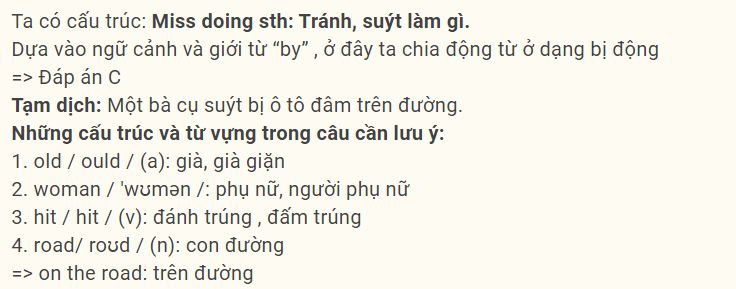 Ta có cấu trúc: Miss doing sth: Tránh, suýt làm gì.
Dựa vào ngữ cảnh và giới từ “by” , ở đây ta chia động từ ở dạng bị động
=> Đáp án C
Tạm dịch: Một bà cụ suýt bị ô tô đâm trên đường.
Những cấu trúc và từ vựng trong câu cần lưu ý:
1. old / ould / (a): già, già giặn
2. woman / 'wʊmən /: phụ nữ, người phụ nữ
3. hit / hit / (v): đánh trúng , đấm trúng
4. road/ roʊd / (n): con đường
=> on the road: trên đường